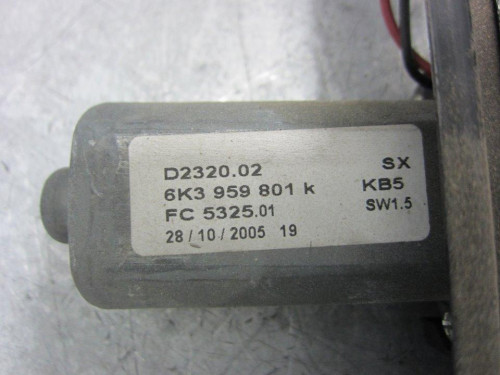 D2320.02 SX
6K3 959 801 k KB5
FC 5325.01 SW1.5
28 / 10 / 2005 19